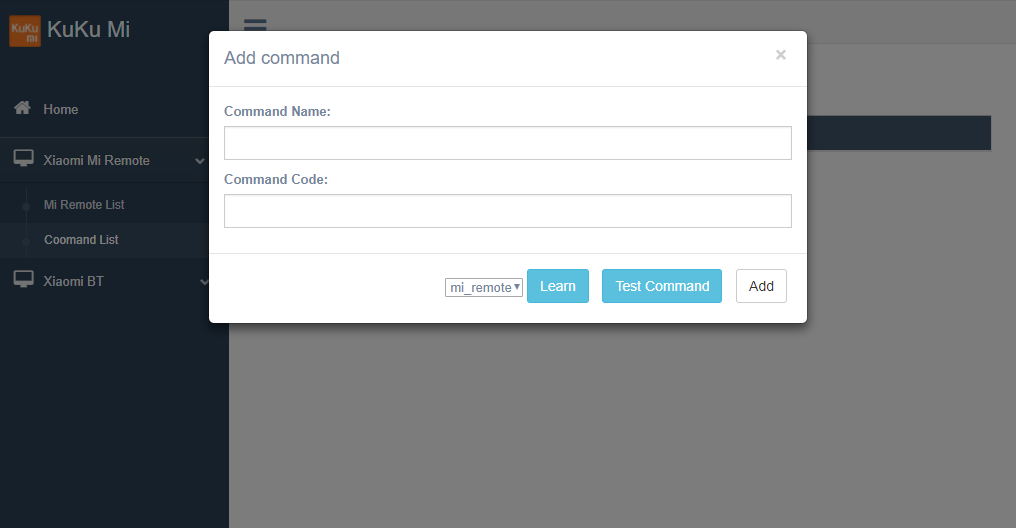 KuKu
Mi
KuKu Mi
Home
Xiaomi Mi Remote
Mi Remote List
Coomand List
Xiaomi BT
Add command
×
Command Name:
Command Code:
mi_remote
Learn
Test Command
Add